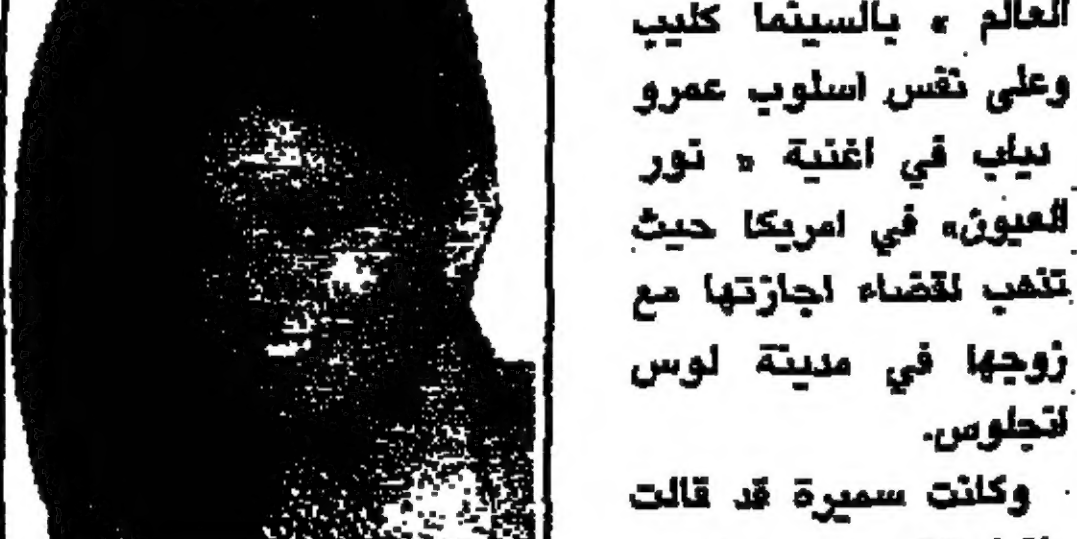 العالم » بالسينما كليب
وعلى نفس اسلوب عمرو
دياب في اغنية « نور
العيون» في امريكا حيث
تذهب لقضاء اجازتها مع
زوجها في مدينة لوس
انجلوس.
وكانت سميرة قد قالت